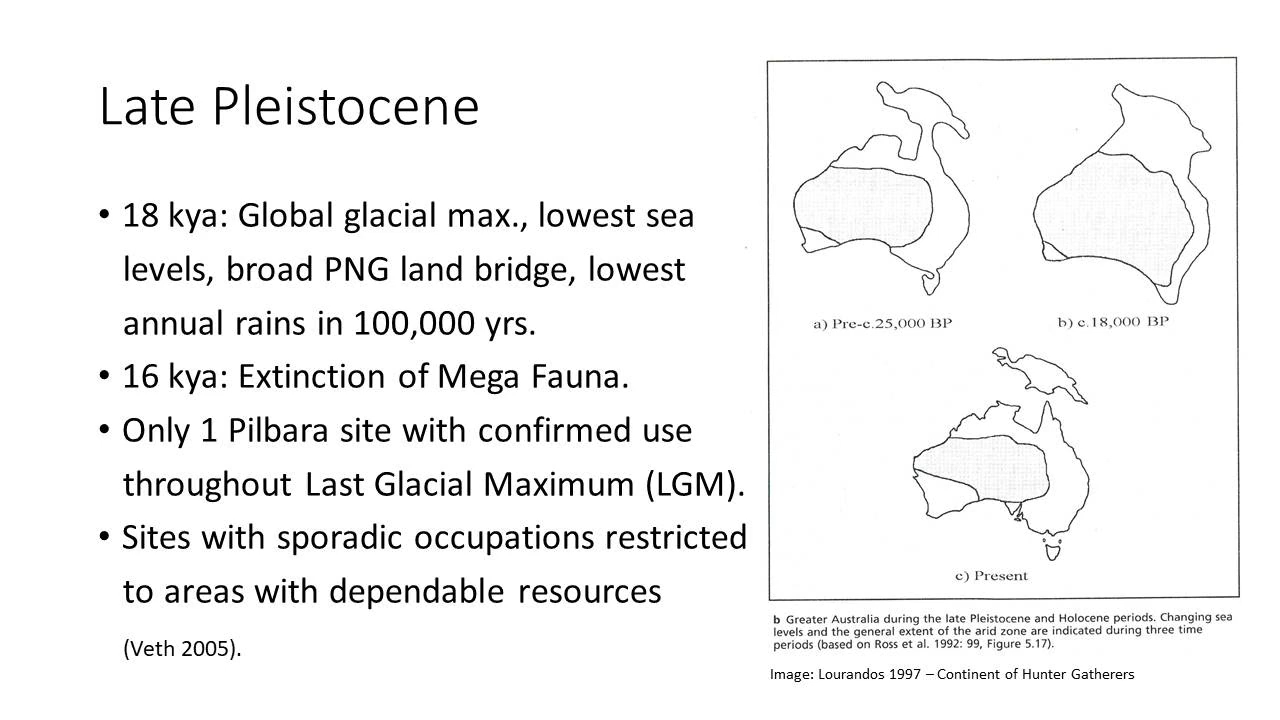 Late Pleistocene
• 18 kya: Global glacial max., lowest sea
levels, broad PNG land bridge, lowest
annual rains in 100,000 yrs.
• 16 kya: Extinction of Mega Fauna.
• Only 1 Pilbara site with confirmed use
throughout Last Glacial Maximum (LGM).
• Sites with sporadic occupations restricted
to areas with dependable resources
(Veth 2005).
a) Pre-c.25,000 BP
b) c.18,000 BP
c) Present
b Greater Australia during the late Pleistocene and Holocene periods. Changing sea
levels and the general extent of the arid zone are indicated during three time
periods (based on Ross et al. 1992: 99, Figure 5.17).
Image: Lourandos 1997 – Continent of Hunter Gatherers